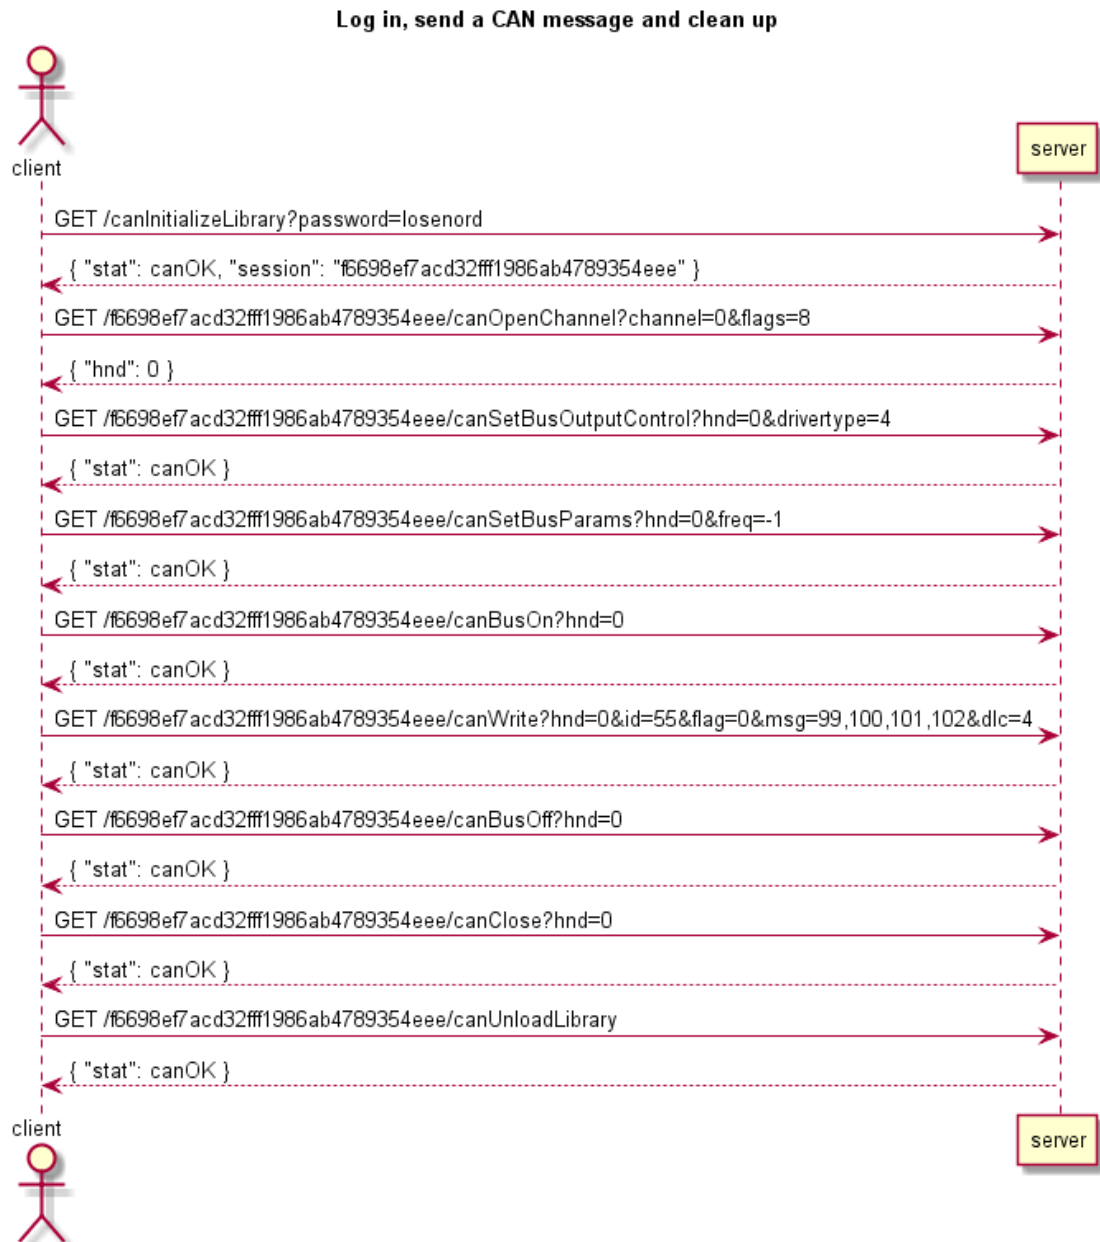 Log in, send a CAN message and clean up
client
server
GET /canInitializeLibrary?password=losenord
{ "stat": canOK, "session": "f6698ef7acd32fff1986ab4789354eee" }
GET /f6698ef7acd32fff1986ab4789354eee/canOpenChannel?channel=0&flags=8
{ "hnd": 0 }
GET /f6698ef7acd32fff1986ab4789354eee/canSetBusOutputControl?hnd=0&drivertype=4
{ "stat": canOK }
GET /f6698ef7acd32fff1986ab4789354eee/canSetBusParams?hnd=0&freq=-1
{ "stat": canOK }
GET /f6698ef7acd32fff1986ab4789354eee/canBusOn?hnd=0
{ "stat": canOK }
GET /f6698ef7acd32fff1986ab4789354eee/canWrite?hnd=0&id=55&flag=0&msg=99,100,101,102&dlc=4
{ "stat": canOK }
GET /f6698ef7acd32fff1986ab4789354eee/canBusOff?hnd=0
{ "stat": canOK }
GET /f6698ef7acd32fff1986ab4789354eee/canClose?hnd=0
{ "stat": canOK }
GET /f6698ef7acd32fff1986ab4789354eee/canUnloadLibrary
{ "stat": canOK }
client
server